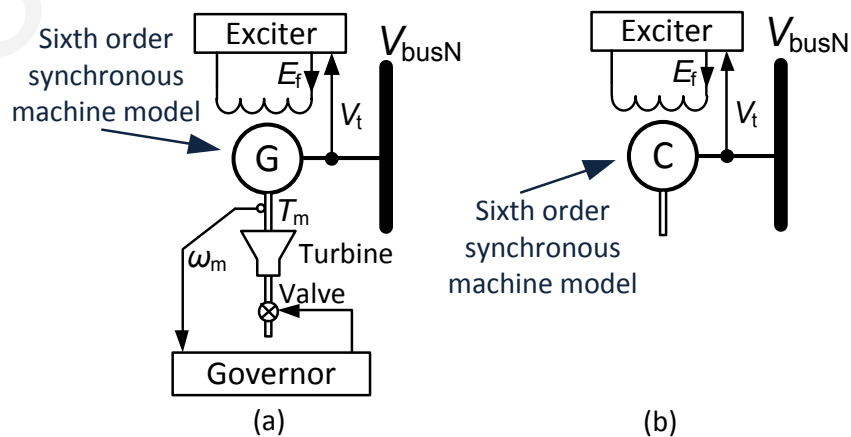 Exciter
V_busN
Sixth order
synchronous
machine model
E_f
V_t
G
T_m
Turbine
ω_m
Valve
Governor
(a)
Exciter
V_busN
E_f
V_t
C
Sixth order
synchronous
machine model
(b)